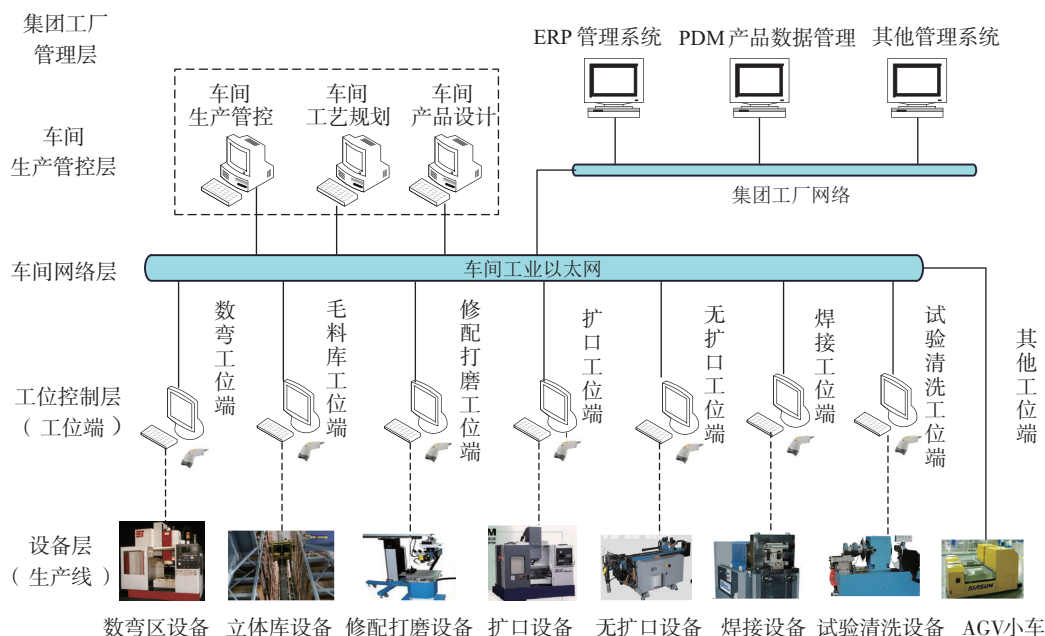 集团工厂
管理层
ERP 管理系统 PDM 产品数据管理 其他管理系统
车间
生产管控
车间
工艺规划
车间
产品设计
车间
生产管控层
集团工厂网络
车间网络层
车间工业以太网
数弯工位端
毛料库工位端
修配打磨工位端
扩口工位端
无扩口工位端
焊接工位端
试验清洗工位端
其他工位端
工位控制层
（ 工位端 ）
设备层
（ 生产线 ）
SIASUN
数弯区设备 立体库设备 修配打磨设备 扩口设备 无扩口设备 焊接设备 试验清洗设备 AGV小车